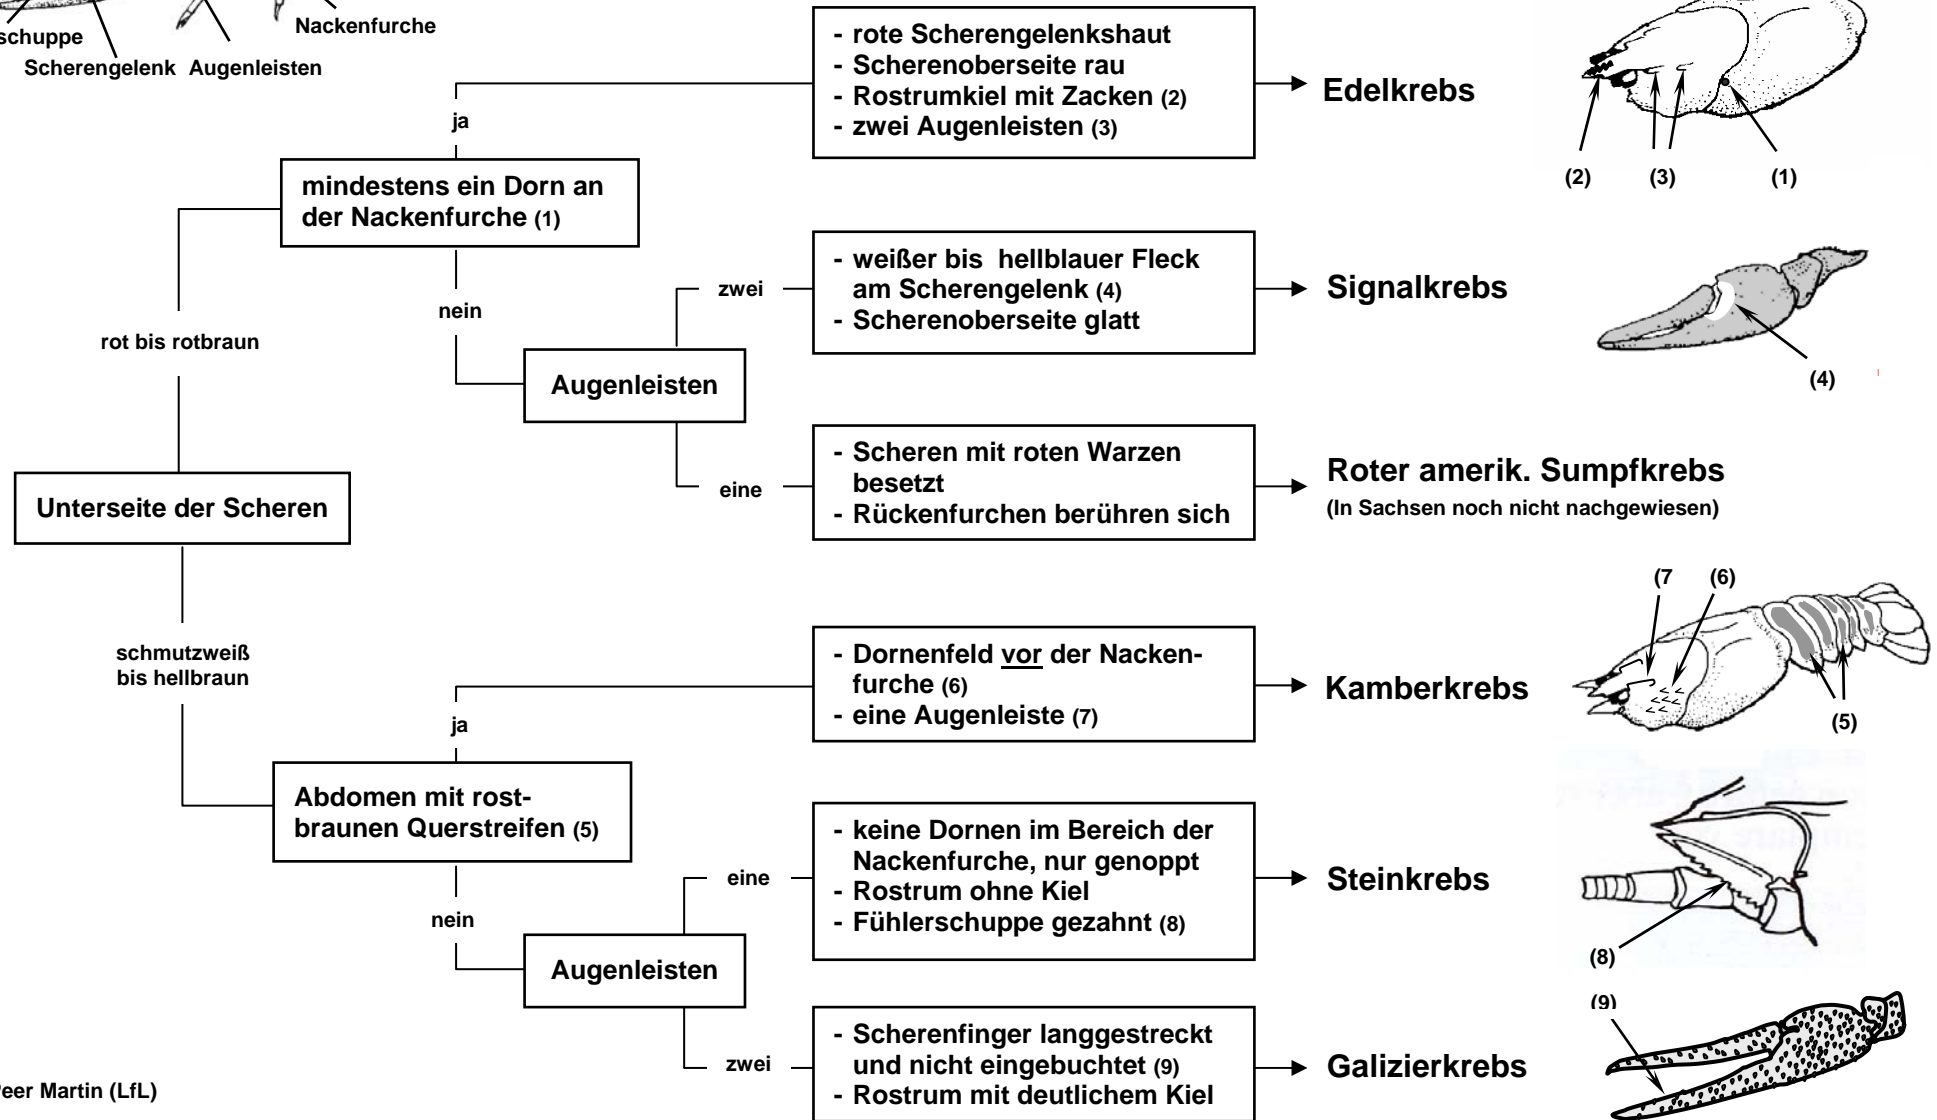 schuppe
Scherengelenk
Augenleisten
Nackenfurche
Unterseite der Scheren
rot bis rotbraun
mindestens ein Dorn an
der Nackenfurche (1)
ja
- rote Scherengelenkshaut
- Scherenoberseite rau
- Rostrumkiel mit Zacken (2)
- zwei Augenleisten (3)
Edelkrebs
(2)
(3)
(1)
nein
Augenleisten
zwei
- weißer bis hellblauer Fleck
am Scherengelenk (4)
- Scherenoberseite glatt
Signalkrebs
(4)
eine
- Scheren mit roten Warzen
besetzt
- Rückenfurchen berühren sich
Roter amerik. Sumpfkrebs
(In Sachsen noch nicht nachgewiesen)
schmutzweiß
bis hellbraun
Abdomen mit rost-
braunen Querstreifen (5)
ja
- Dornenfeld vor der Nacken-
furche (6)
- eine Augenleiste (7)
Kamberkrebs
(7
(6)
(5)
nein
Augenleisten
eine
- keine Dornen im Bereich der
Nackenfurche, nur genoppt
- Rostrum ohne Kiel
- Fühlerschuppe gezahnt (8)
Steinkrebs
(8)
zwei
- Scherenfinger langgestreckt
und nicht eingebuchtet (9)
- Rostrum mit deutlichem Kiel
Galizierkrebs
(9)
Peer Martin (LfL)